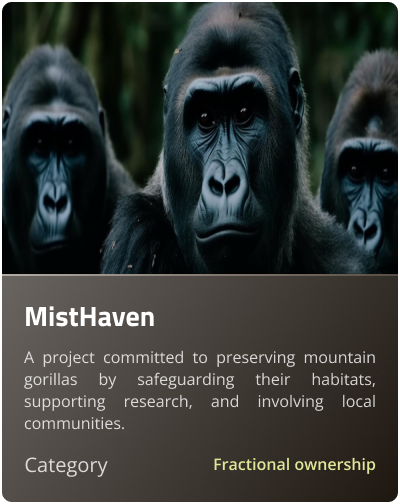 MistHaven
A project committed to preserving mountain
gorillas by safeguarding their habitats,
supporting research, and involving local
communities.
Category
Fractional ownership